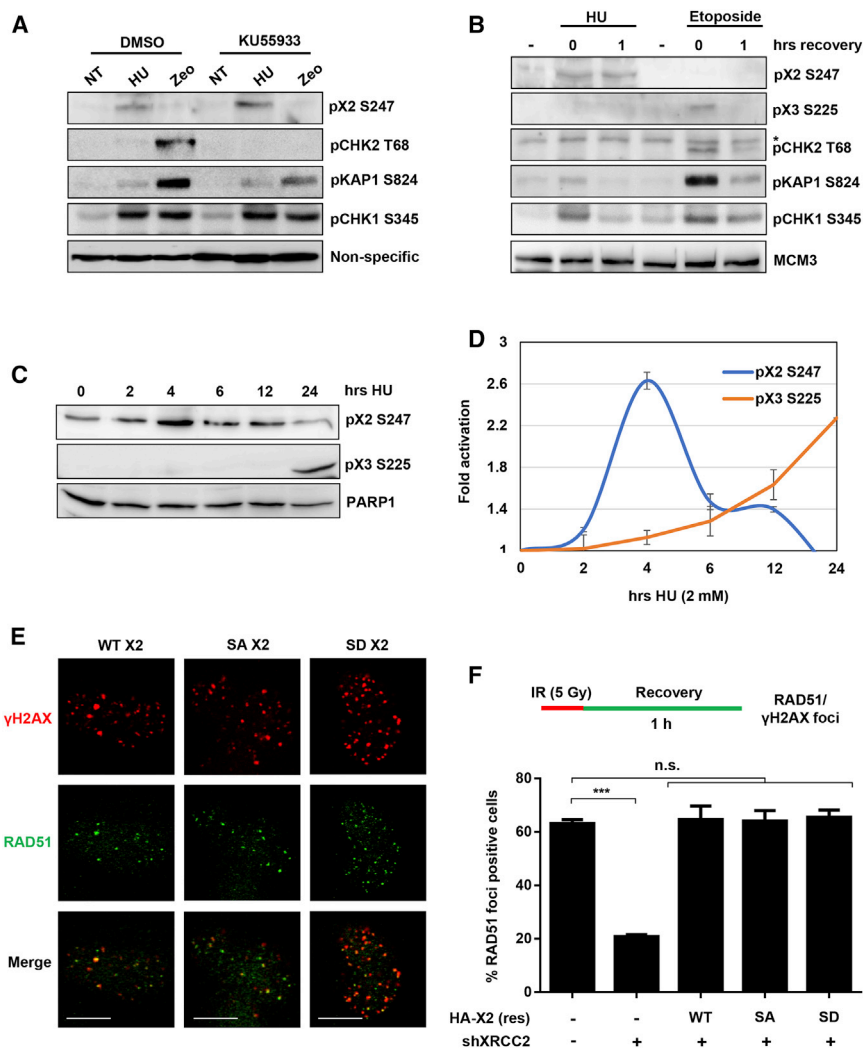 A
DMSO KU55933
NT HU Zeo NT HU Zeo
pX2 S247
pCHK2 T68
pKAP1 S824
pCHK1 S345
Non-specific
B
HU Etoposide
- 0 1 - 0 1 hrs recovery
pX2 S247
pX3 S225
*
pCHK2 T68
pKAP1 S824
pCHK1 S345
MCM3
C
0 2 4 6 12 24 hrs HU
pX2 S247
pX3 S225
PARP1
D
3
2.6
2.2
1.8
1.4
1
Fold activation
pX2 S247
pX3 S225
0 2 4 6 12 24
hrs HU (2 mM)
E
WT X2 SA X2 SD X2
γH2AX
RAD51
Merge
F
IR (5 Gy) Recovery RAD51/
1 h γH2AX foci
n.s.
***
80
60
40
20
0
% RAD51 foci positive cells
HA-X2 (res) - - WT SA SD
shXRCC2 - + + + +